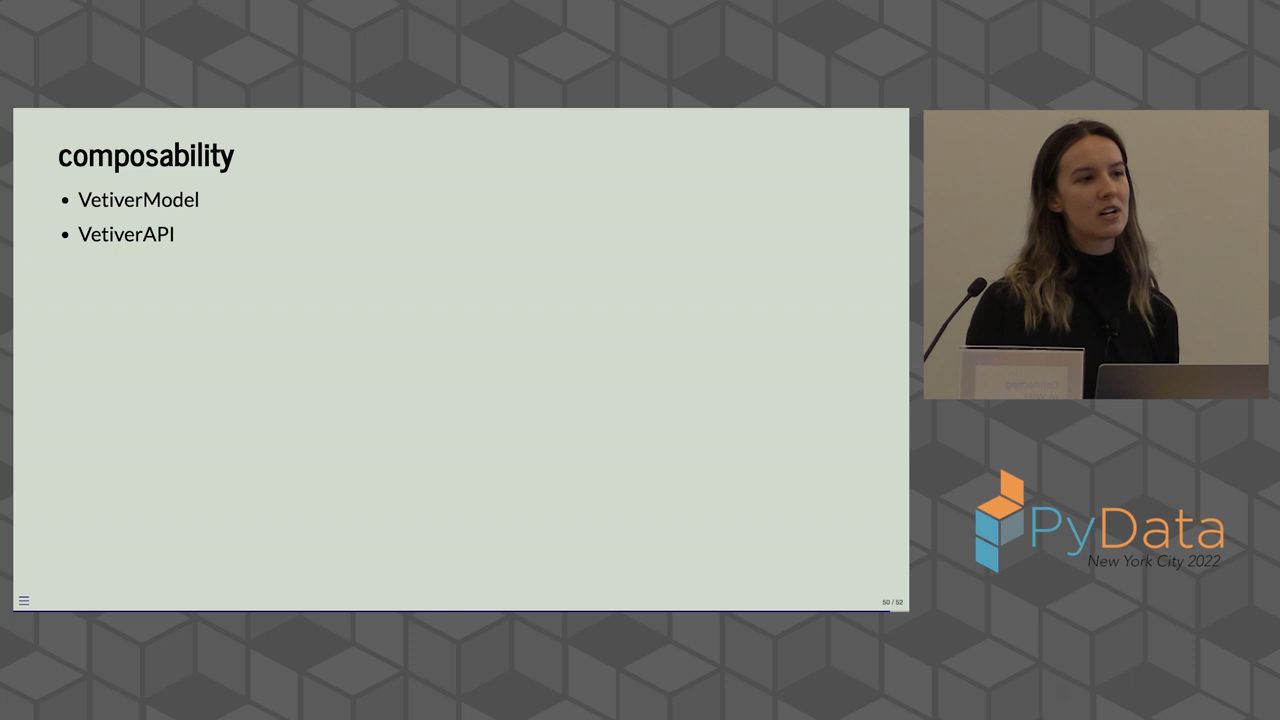 composability
• VetiverModel
• VetiverAPI
50 / 52
PyData
New York City 2022